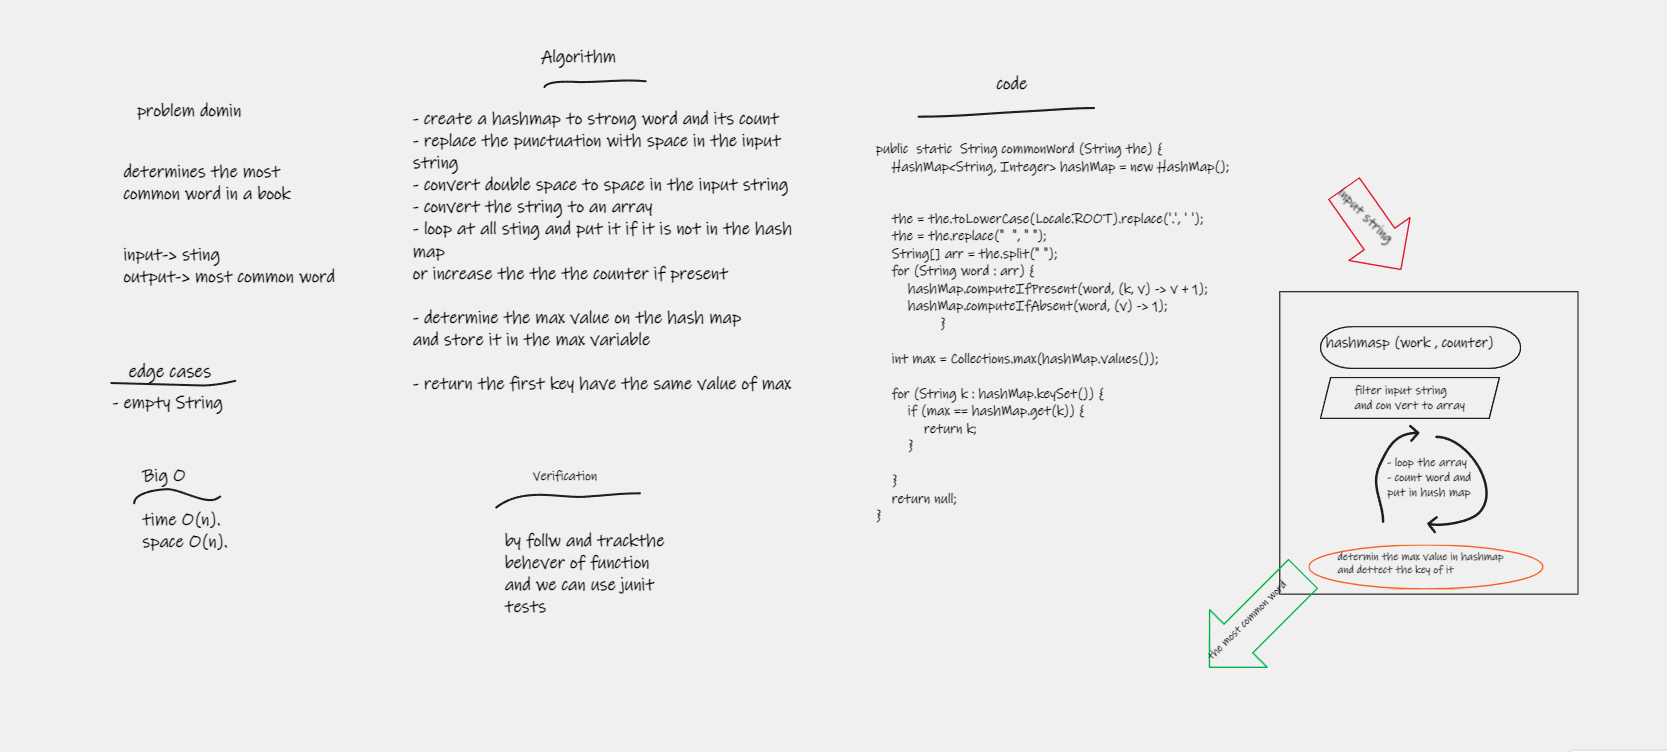 problem domin
determines the most
common word in a book
input-> sting
output-> most common word
edge cases
- empty String
Big O
time O(n).
space O(n).
Algorithm
- create a hashmap to strong word and its count
- replace the punctuation with space in the input
string
- convert double space to space in the input string
- convert the string to an array
- loop at all sting and put it if it is not in the hash
map
or increase the the the counter if present
- determine the max value on the hash map
and store it in the max variable
- return the first key have the same value of max
Verification
by follw and trackthe
behever of function
and we can use junit
tests
code
public static String commonWord (String the) {
HashMap<String, Integer> hashMap = new HashMap();
the = the.toLowerCase(Locale.ROOT).replace('.', ' ');
the = the.replace("  ", " ");
String[] arr = the.split(" ");
for (String word : arr) {
hashMap.computeIfPresent(word, (k, v) -> v + 1);
hashMap.computeIfAbsent(word, (v) -> 1);
}
int max = Collections.max(hashMap.values());
for (String k : hashMap.keySet()) {
if (max == hashMap.get(k)) {
return k;
}
}
return null;
}
input string
hashmasp (work , counter)
filter input string
and con vert to array
- loop the array
- count word and
put in hush map
determin the max value in hashmap
and dettect the key of it
the most common word